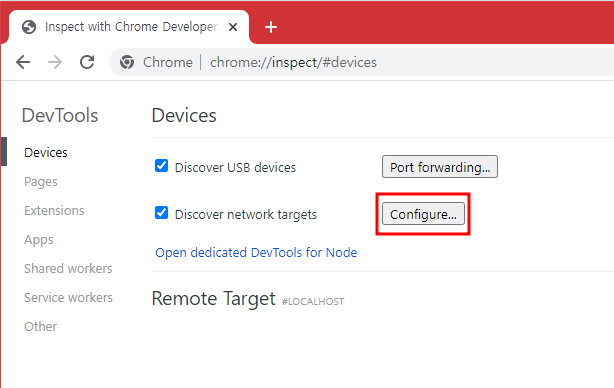 Inspect with Chrome Developer
Chrome | chrome://inspect/#devices
DevTools
Devices
Pages
Extensions
Apps
Shared workers
Service workers
Other
Devices
Discover USB devices
Port forwarding...
Discover network targets
Configure...
Open dedicated DevTools for Node
Remote Target #LOCALHOST